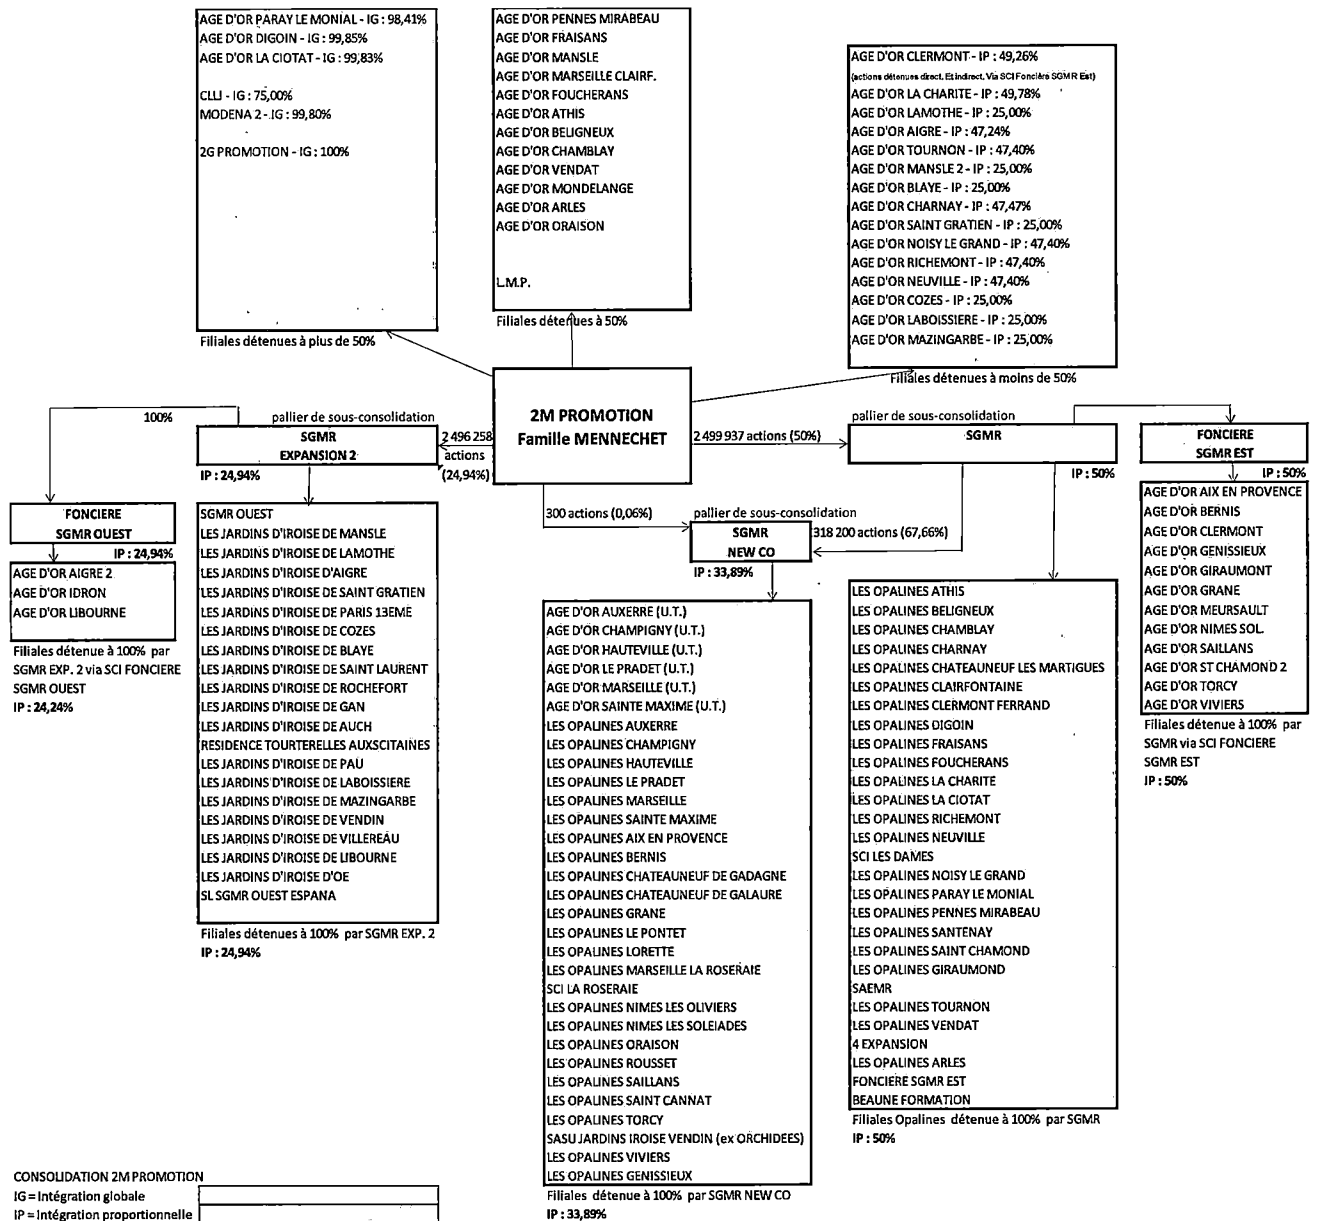 AGE D'OR PARAY LE MONIAL - IG : 98,41%
AGE D'OR DIGOIN - IG : 99,85%
AGE D'OR LA CIOTAT - IG : 99,83%
CLLI - IG : 75,00%
MODENA 2 - IG : 99,80%
2G PROMOTION - IG : 100%
Filiales détenues à plus de 50%
AGE D'OR PENNES MIRABEAU
AGE D'OR FRAISANS
AGE D'OR MANSLE
AGE D'OR MARSEILLE CLAIRF.
AGE D'OR FOUCHERANS
AGE D'OR ATHIS
AGE D'OR BELIGNEUX
AGE D'OR CHAMBLAY
AGE D'OR VENDAT
AGE D'OR MONDELANGE
AGE D'OR ARLES
AGE D'OR ORAISON
L.M.P.
Filiales détenues à 50%
AGE D'OR CLERMONT - IP : 49,26%
(actions détenues direct. Et indirect. Via SCI Foncière SGMR Est)
AGE D'OR LA CHARITE - IP : 49,78%
AGE D'OR LAMOTHE - IP : 25,00%
AGE D'OR AIGRE - IP : 47,24%
AGE D'OR TOURNON - IP : 47,40%
AGE D'OR MANSLE 2 - IP : 25,00%
AGE D'OR BLAYE - IP : 25,00%
AGE D'OR CHARNAY - IP : 47,47%
AGE D'OR SAINT GRATIEN - IP : 25,00%
AGE D'OR NOISY LE GRAND - IP : 47,40%
AGE D'OR RICHEMONT - IP : 47,40%
AGE D'OR NEUVILLE - IP : 47,40%
AGE D'OR COZES - IP : 25,00%
AGE D'OR LABOISSIERE - IP : 25,00%
AGE D'OR MAZINGARBE - IP : 25,00%
Filiales détenues à moins de 50%
2M PROMOTION
Famille MENNECHET
100%
pallier de sous-consolidation
SGMR
EXPANSION 2
IP : 24,94%
2 496 258
actions
(24,94%)
2 499 937 actions (50%)
pallier de sous-consolidation
SGMR
IP : 50%
FONCIERE
SGMR EST
IP : 50%
FONCIERE
SGMR OUEST
IP : 24,94%
AGE D'OR AIGRE 2
AGE D'OR IDRON
AGE D'OR LIBOURNE
Filiales détenue à 100% par
SGMR EXP. 2 via SCI FONCIERE
SGMR OUEST
IP : 24,24%
SGMR OUEST
LES JARDINS D'IROISE DE MANSLE
LES JARDINS D'IROISE DE LAMOTHE
LES JARDINS D'IROISE D'AIGRE
LES JARDINS D'IROISE DE SAINT GRATIEN
LES JARDINS D'IROISE DE PARIS 13EME
LES JARDINS D'IROISE DE COZES
LES JARDINS D'IROISE DE BLAYE
LES JARDINS D'IROISE DE SAINT LAURENT
LES JARDINS D'IROISE DE ROCHEFORT
LES JARDINS D'IROISE DE GAN
LES JARDINS D'IROISE DE AUCH
RESIDENCE TOURTERELLES AUXSCITAINES
LES JARDINS D'IROISE DE PAU
LES JARDINS D'IROISE DE LABOISSIERE
LES JARDINS D'IROISE DE MAZINGARBE
LES JARDINS D'IROISE DE VENDIN
LES JARDINS D'IROISE DE VILLEREAU
LES JARDINS D'IROISE DE LIBOURNE
LES JARDINS D'IROISE D'OE
SL SGMR OUEST ESPANA
Filiales détenues à 100% par SGMR EXP. 2
IP : 24,94%
300 actions (0,06%)
pallier de sous-consolidation
SGMR
NEW CO
IP : 33,89%
318 200 actions (67,66%)
AGE D'OR AUXERRE (U.T.)
AGE D'OR CHAMPIGNY (U.T.)
AGE D'OR HAUTEVILLE (U.T.)
AGE D'OR LE PRADET (U.T.)
AGE D'OR MARSEILLE (U.T.)
AGE D'OR SAINTE MAXIME (U.T.)
LES OPALINES AUXERRE
LES OPALINES CHAMPIGNY
LES OPALINES HAUTEVILLE
LES OPALINES LE PRADET
LES OPALINES MARSEILLE
LES OPALINES SAINTE MAXIME
LES OPALINES AIX EN PROVENCE
LES OPALINES BERNIS
LES OPALINES CHATEAUNEUF DE GADAGNE
LES OPALINES CHATEAUNEUF DE GALAURE
LES OPALINES GRANE
LES OPALINES LE PONTET
LES OPALINES LORETTE
LES OPALINES MARSEILLE LA ROSERAIE
SCI LA ROSERAIE
LES OPALINES NIMES LES OLIVIERS
LES OPALINES NIMES LES SOLEIADES
LES OPALINES ORAISON
LES OPALINES ROUSSET
LES OPALINES SAILLANS
LES OPALINES SAINT CANNAT
LES OPALINES TORCY
SASU JARDINS IROISE VENDIN (ex ORCHIDEES)
LES OPALINES VIVIERS
LES OPALINES GENISSIEUX
Filiales détenue à 100% par SGMR NEW CO
IP : 33,89%
LES OPALINES ATHIS
LES OPALINES BELIGNEUX
LES OPALINES CHAMBLAY
LES OPALINES CHARNAY
LES OPALINES CHATEAUNEUF LES MARTIGUES
LES OPALINES CLAIRFONTAINE
LES OPALINES CLERMONT FERRAND
LES OPALINES DIGOIN
LES OPALINES FRAISANS
LES OPALINES FOUCHERANS
LES OPALINES LA CHARITE
LES OPALINES LA CIOTAT
LES OPALINES RICHEMONT
LES OPALINES NEUVILLE
SCI LES DAMES
LES OPALINES NOISY LE GRAND
LES OPALINES PARAY LE MONIAL
LES OPALINES PENNES MIRABEAU
LES OPALINES SANTENAY
LES OPALINES SAINT CHAMOND
LES OPALINES GIRAUMOND
SAEMR
LES OPALINES TOURNON
LES OPALINES VENDAT
4 EXPANSION
LES OPALINES ARLES
FONCIERE SGMR EST
BEAUNE FORMATION
Filiales Opalines détenue à 100% par SGMR
IP : 50%
AGE D'OR AIX EN PROVENCE
AGE D'OR BERNIS
AGE D'OR CLERMONT
AGE D'OR GENISSIEUX
AGE D'OR GIRAUMONT
AGE D'OR GRANE
AGE D'OR MEURSAULT
AGE D'OR NIMES SOL.
AGE D'OR SAILLANS
AGE D'OR ST CHAMOND 2
AGE D'OR TORCY
AGE D'OR VIVIERS
Filiales détenue à 100% par
SGMR via SCI FONCIERE
SGMR EST
IP : 50%
CONSOLIDATION 2M PROMOTION
IG = Intégration globale
IP = Intégration proportionnelle